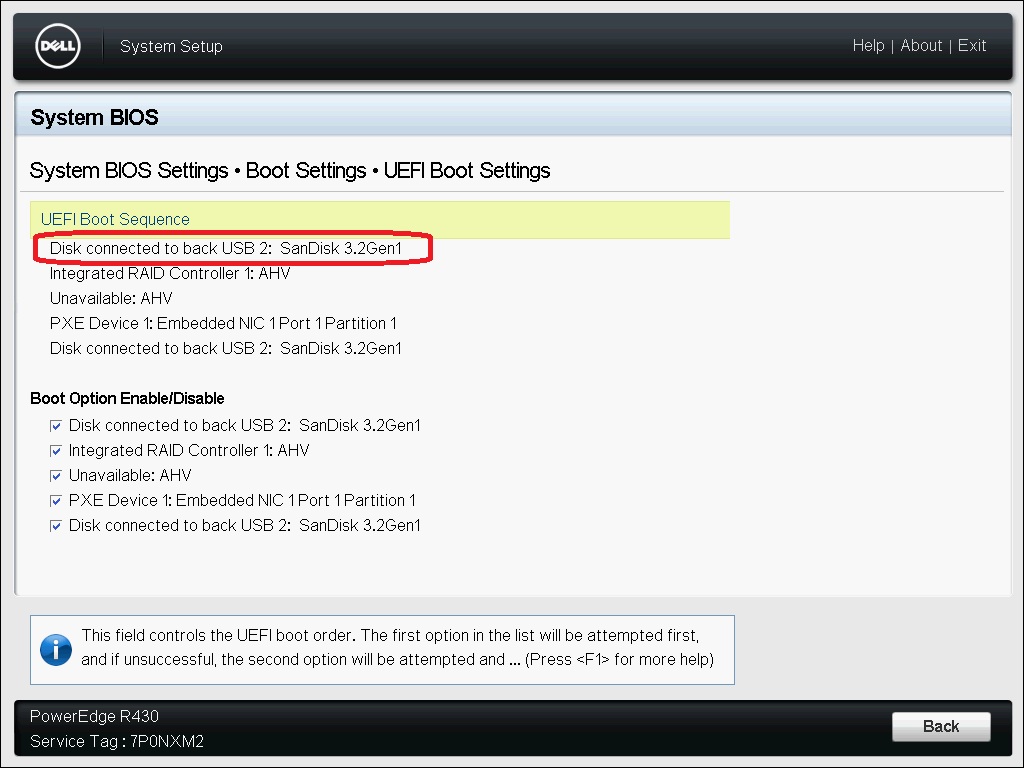 DELL
System Setup
Help | About | Exit
System BIOS
System BIOS Settings • Boot Settings • UEFI Boot Settings
UEFI Boot Sequence
Disk connected to back USB 2:  SanDisk 3.2Gen1
Integrated RAID Controller 1: AHV
Unavailable: AHV
PXE Device 1: Embedded NIC 1 Port 1 Partition 1
Disk connected to back USB 2:  SanDisk 3.2Gen1
Boot Option Enable/Disable
Disk connected to back USB 2:  SanDisk 3.2Gen1
Integrated RAID Controller 1: AHV
Unavailable: AHV
PXE Device 1: Embedded NIC 1 Port 1 Partition 1
Disk connected to back USB 2:  SanDisk 3.2Gen1
This field controls the UEFI boot order. The first option in the list will be attempted first,
and if unsuccessful, the second option will be attempted and ... (Press <F1> for more help)
PowerEdge R430
Service Tag : 7P0NXM2
Back